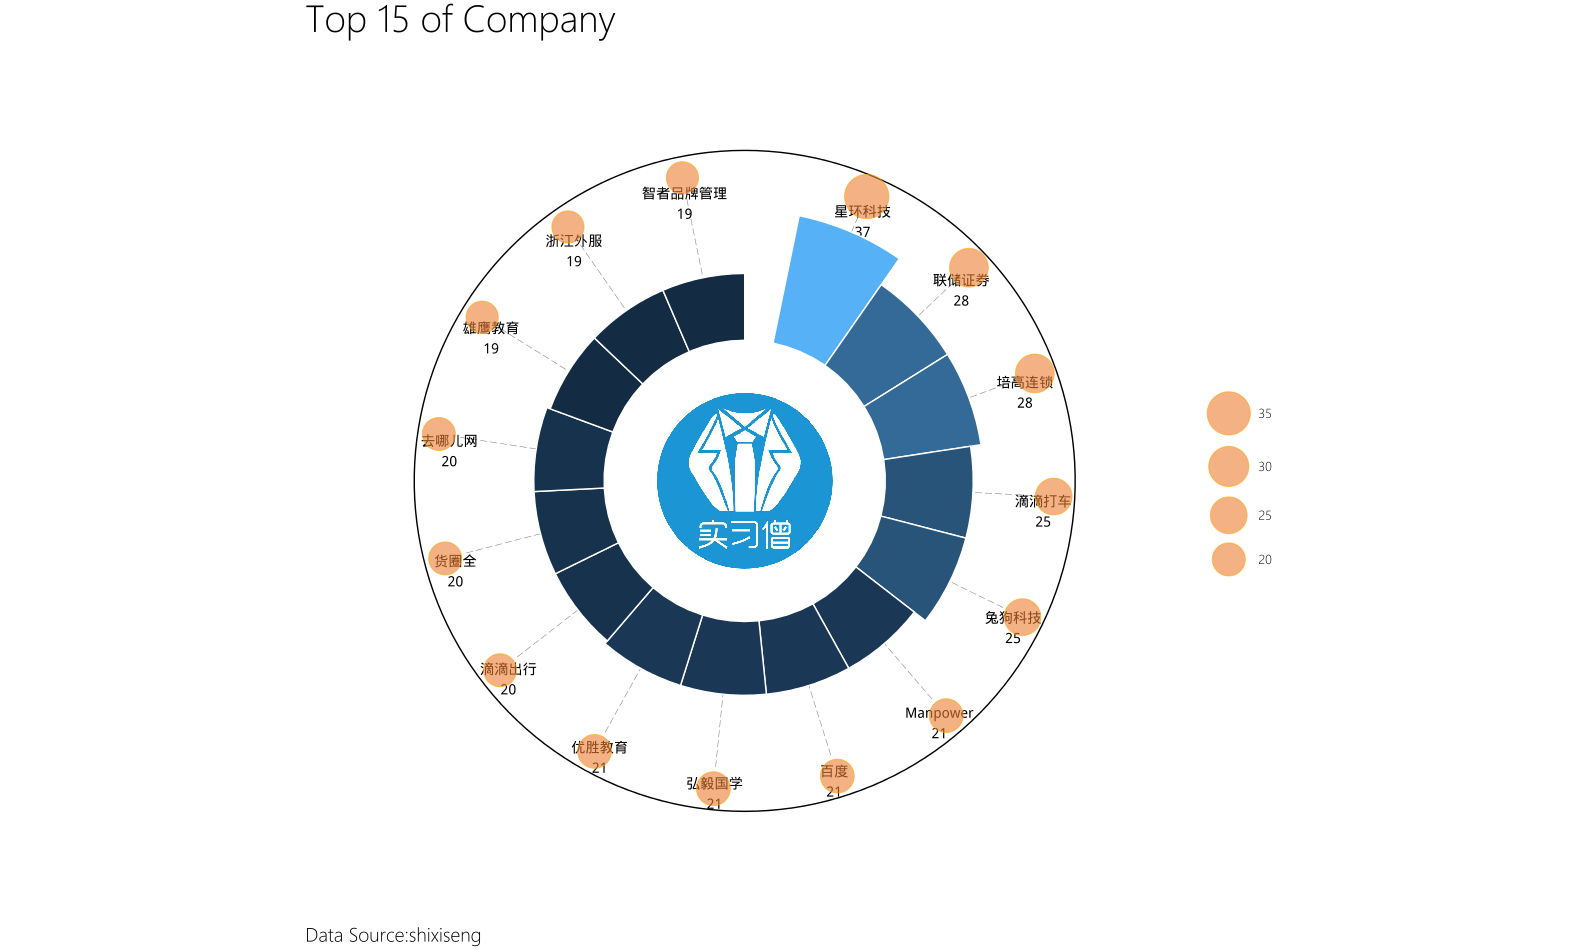 Top 15 of Company
智者品牌管理
19
星环科技
37
浙江外服
19
联储证券
28
雄鹰教育
19
培高连锁
28
去哪儿网
20
滴滴打车
25
货圈全
20
兔狗科技
25
滴滴出行
20
Manpower
21
优胜教育
21
百度
21
弘毅国学
21
实习僧
35
30
25
20
Data Source:shixiseng